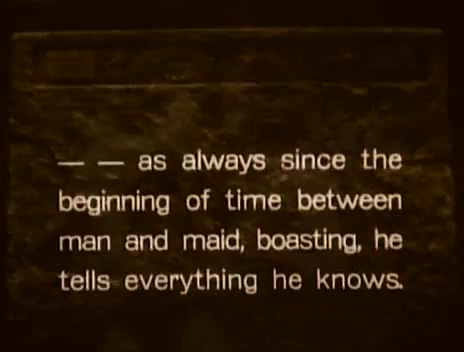 — — as always since the
beginning of time between
man and maid, boasting, he
tells everything he knows.